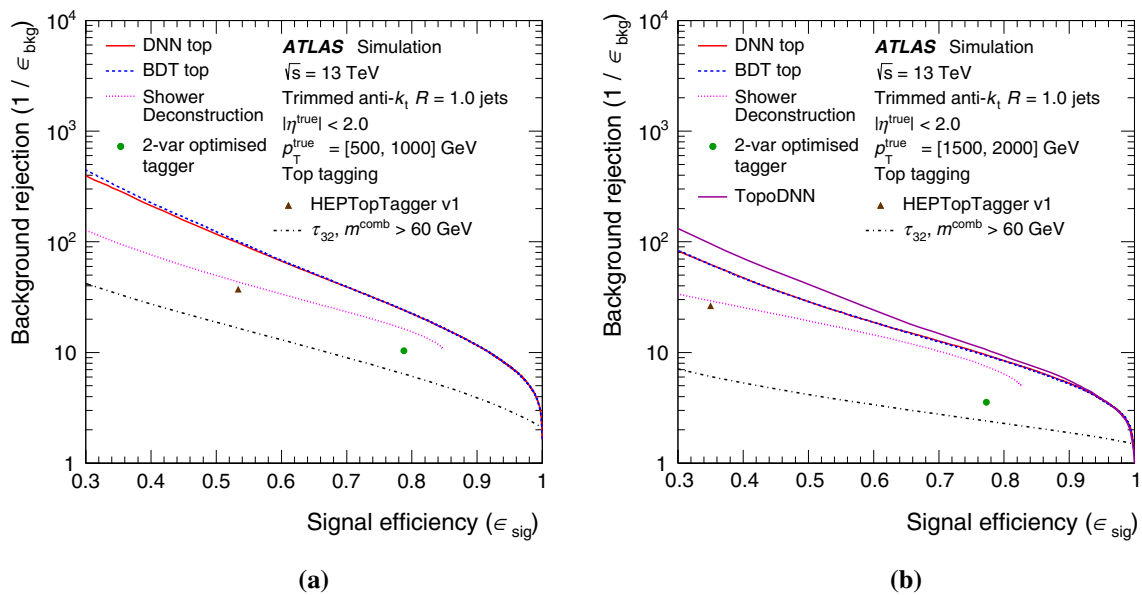 Background rejection (1 / ϵ bkg)
10^4
10^3
10^2
10
1
DNN top
BDT top
Shower
Deconstruction
2-var optimised
tagger
ATLAS Simulation
√s = 13 TeV
Trimmed anti-k_t R = 1.0 jets
|η^true| < 2.0
p_T^true = [500, 1000] GeV
Top tagging
HEPTopTagger v1
τ_32, m^comb > 60 GeV
0.3 0.4 0.5 0.6 0.7 0.8 0.9 1
Signal efficiency (ϵ sig)
(a)
Background rejection (1 / ϵ bkg)
10^4
10^3
10^2
10
1
DNN top
BDT top
Shower
Deconstruction
2-var optimised
tagger
TopoDNN
ATLAS Simulation
√s = 13 TeV
Trimmed anti-k_t R = 1.0 jets
|η^true| < 2.0
p_T^true = [1500, 2000] GeV
Top tagging
HEPTopTagger v1
τ_32, m^comb > 60 GeV
0.3 0.4 0.5 0.6 0.7 0.8 0.9 1
Signal efficiency (ϵ sig)
(b)